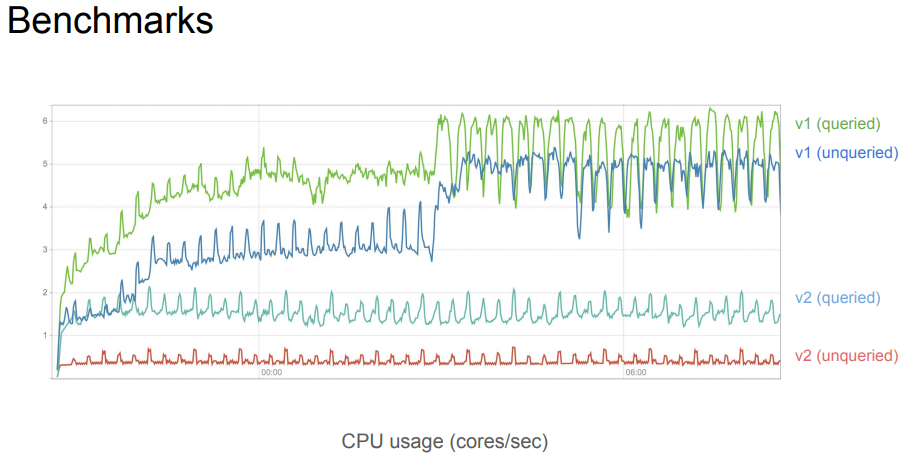 Benchmarks
6
5
4
3
2
1
00:00
06:00
v1 (queried)
v1 (unqueried)
v2 (queried)
v2 (unqueried)
CPU usage (cores/sec)